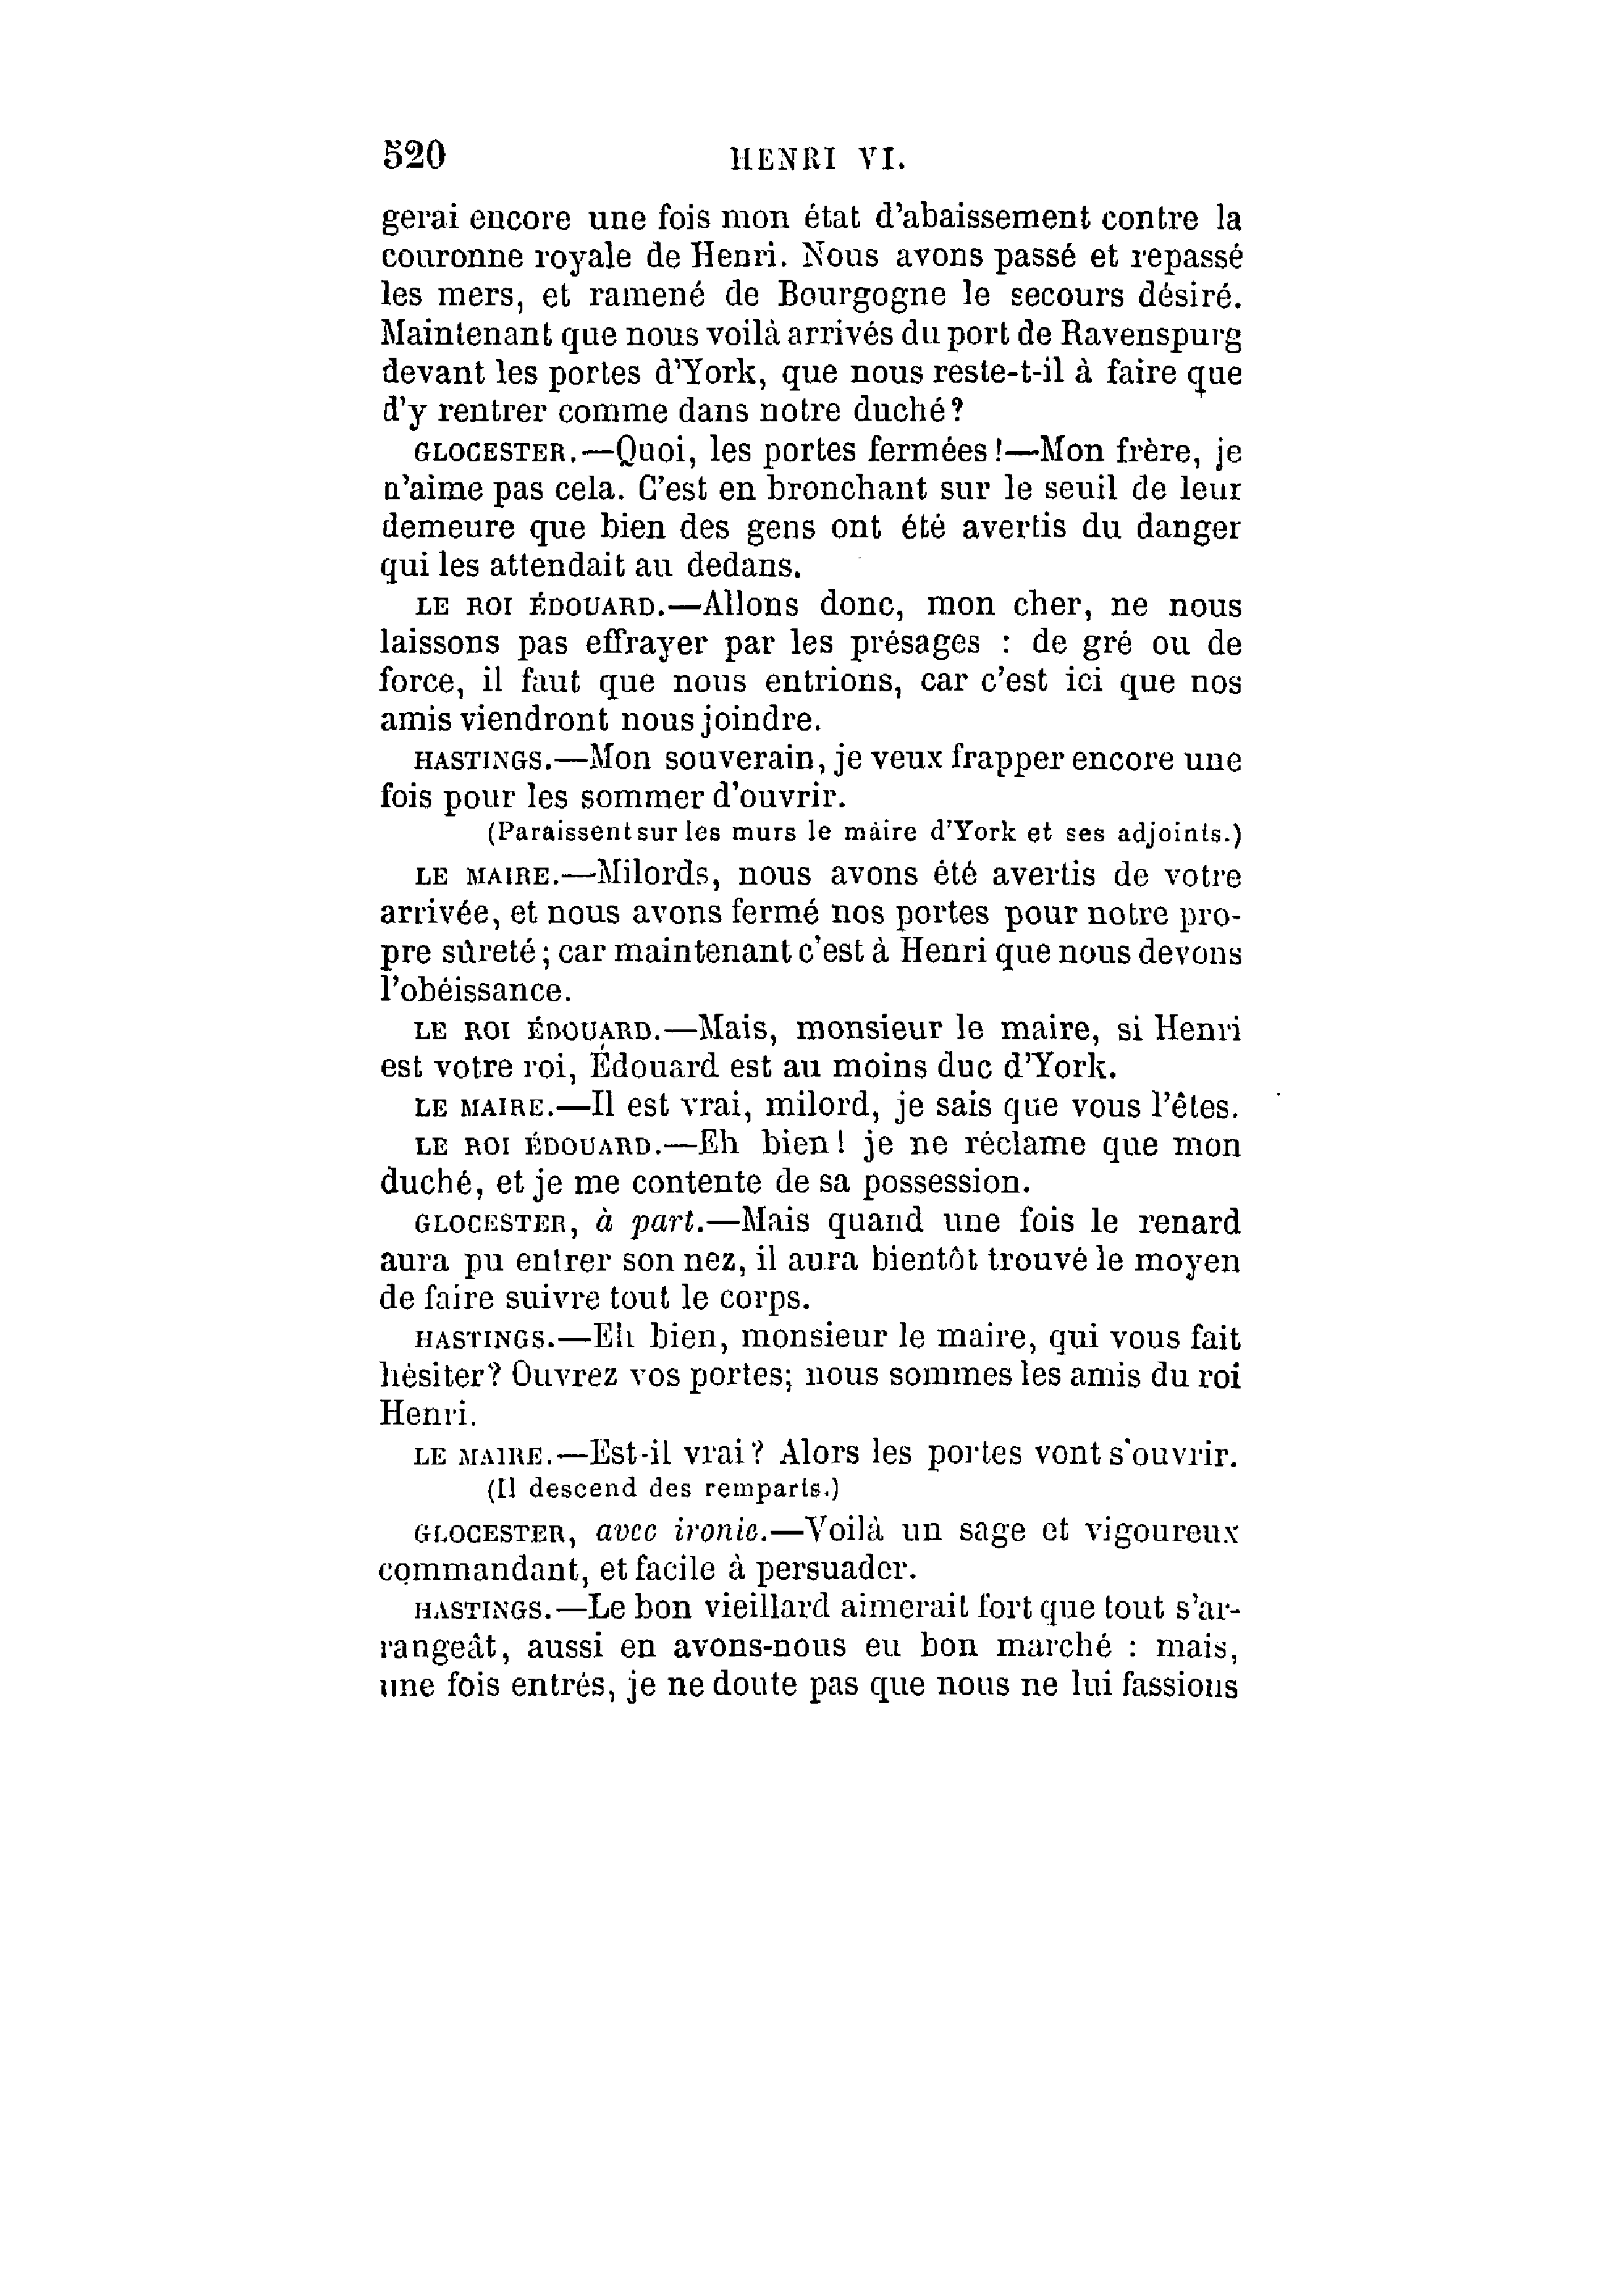 520 HENRI VI.
gerai encore une fois mon état d'abaissement contre la
couronne royale de Henri. Nous avons passé et repassé
les mers, et ramené de Bourgogne le secours désiré.
Maintenant que nous voilà arrivés du port de Ravenspurg
devant les portes d'York, que nous reste-t-il à faire que
d'y rentrer comme dans notre duché?
GLOCESTER.—Quoi, les portes fermées!—Mon frère, je
n'aime pas cela. C'est en bronchant sur le seuil de leur
demeure que bien des gens ont été avertis du danger
qui les attendait au dedans.
LE ROI ÉDOUARD.—Allons donc, mon cher, ne nous
laissons pas effrayer par les présages : de gré ou de
force, il faut que nous entrions, car c'est ici que nos
amis viendront nous joindre.
HASTINGS.—Mon souverain, je veux frapper encore une
fois pour les sommer d'ouvrir.
(Paraissent sur les murs le maire d'York et ses adjoints.)
LE MAIRE.—Milords, nous avons été avertis de votre
arrivée, et nous avons fermé nos portes pour notre pro-
pre sûreté; car maintenant c'est à Henri que nous devons
l'obéissance.
LE ROI ÉDOUARD.—Mais, monsieur le maire, si Henri
est votre roi, Édouard est au moins duc d'York.
LE MAIRE.—Il est vrai, milord, je sais que vous l'êtes.
LE ROI ÉDOUARD.—Eh bien! je ne réclame que mon
duché, et je me contente de sa possession.
GLOCESTER, à part.—Mais quand une fois le renard
aura pu entrer son nez, il aura bientôt trouvé le moyen
de faire suivre tout le corps.
HASTINGS.—Eh bien, monsieur le maire, qui vous fait
hésiter? Ouvrez vos portes; nous sommes les amis du roi
Henri.
LE MAIRE.—Est-il vrai? Alors les portes vont s'ouvrir.
(Il descend des remparts.)
GLOCESTER, avec ironie.—Voilà un sage et vigoureux
commandant, et facile à persuader.
HASTINGS.—Le bon vieillard aimerait fort que tout s'ar-
rangeât, aussi en avons-nous eu bon marché : mais,
une fois entrés, je ne doute pas que nous ne lui fassions